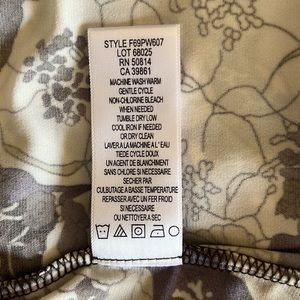 STYLE F69PW607
LOT 68025
RN 50814
CA 39861
MACHINE WASH WARM
GENTLE CYCLE
NON-CHLORINE BLEACH
WHEN NEEDED
TUMBLE DRY LOW
COOL IRON IF NEEDED
OR DRY CLEAN
LAVER A LA MACHINE A L'EAU
TIEDE CYCLE DOUX
UN AGENT DE BLANCHIMENT
SANS CHLORE SI NECESSAIRE
SECHER PAR
CULBUTAGE A BASSE TEMPERATURE
REPASSER AVEC UN FER FROID
SI NECESSAIRE
OU NETTOYER A SEC